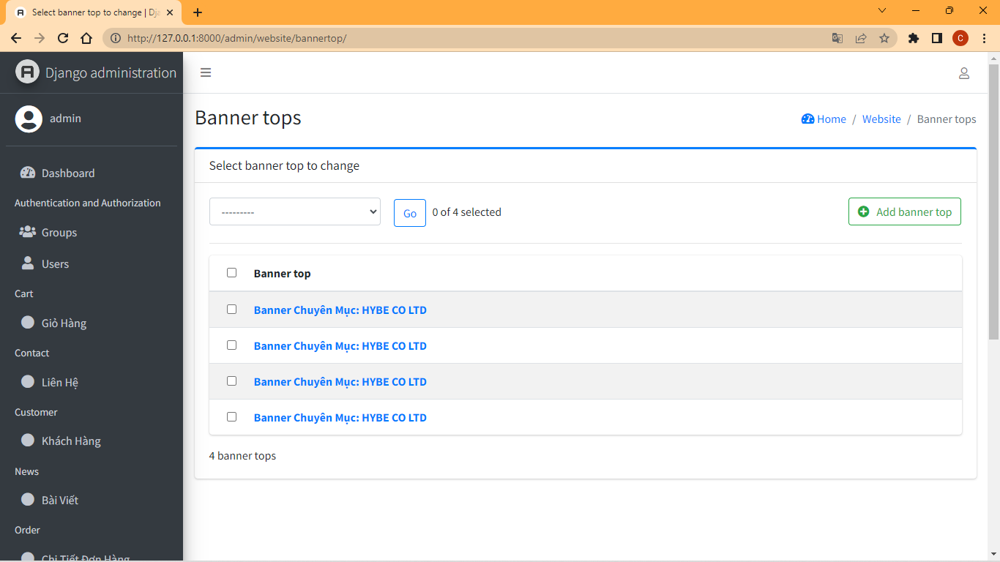 Select banner top to change | Dj
http://127.0.0.1:8000/admin/website/bannertop/
C
Django administration
admin
Dashboard
Authentication and Authorization
Groups
Users
Cart
Giỏ Hàng
Contact
Liên Hệ
Customer
Khách Hàng
News
Bài Viết
Order
Chi Tiết Đơn Hàng
Banner tops
Home / Website / Banner tops
Select banner top to change
---------
Go
0 of 4 selected
Add banner top
Banner top
Banner Chuyên Mục: HYBE CO LTD
Banner Chuyên Mục: HYBE CO LTD
Banner Chuyên Mục: HYBE CO LTD
Banner Chuyên Mục: HYBE CO LTD
4 banner tops